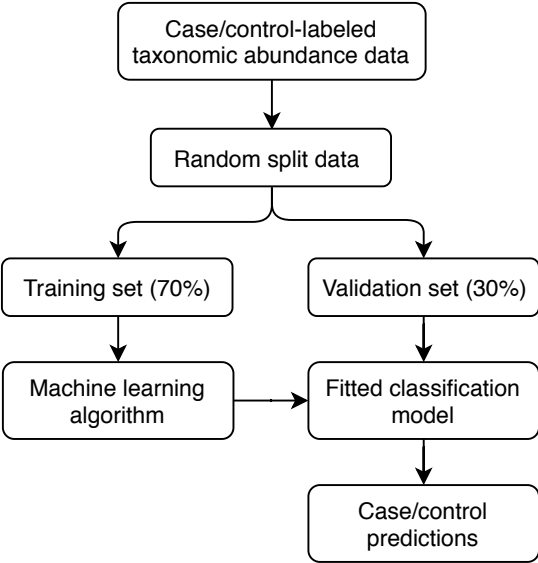 Case/control-labeled
taxonomic abundance data
Random split data
Training set (70%)
Validation set (30%)
Machine learning
algorithm
Fitted classification
model
Case/control
predictions